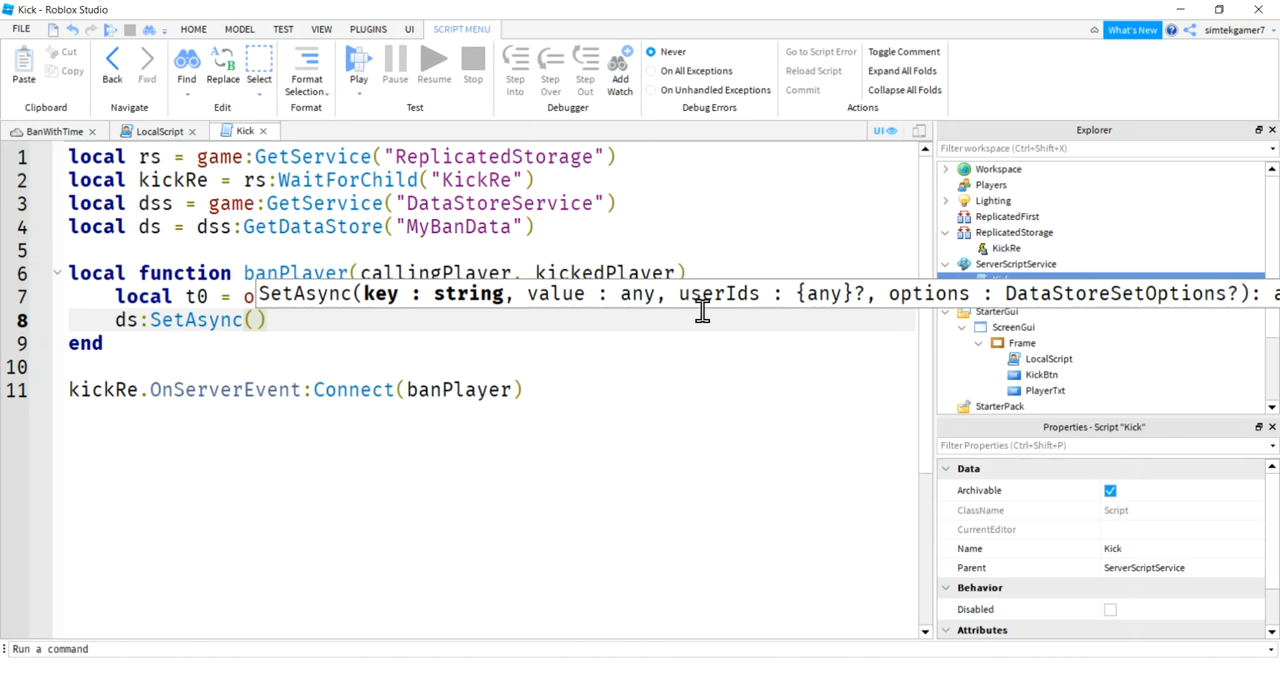 Kick - Roblox Studio
FILE HOME MODEL TEST VIEW PLUGINS UI SCRIPT MENU What's New simtekgamer7
Paste Cut Copy Back Fwd Find Replace Select Format Selection Play Pause Resume Stop Step Into Step Over Step Out Add Watch
Never
On All Exceptions
On Unhandled Exceptions
Go to Script Error
Reload Script
Commit
Toggle Comment
Expand All Folds
Collapse All Folds
Clipboard Navigate Edit Format Test Debugger Debug Errors Actions
BanWithTime LocalScript Kick UI
1 local rs = game:GetService("ReplicatedStorage")
2 local kickRe = rs:WaitForChild("KickRe")
3 local dss = game:GetService("DataStoreService")
4 local ds = dss:GetDataStore("MyBanData")
5
6 local function banPlayer(callingPlayer, kickedPlayer)
7 local t0 = o
SetAsync(key : string, value : any, userIds : {any}?, options : DataStoreSetOptions?):
8 ds:SetAsync()
9 end
10
11 kickRe.OnServerEvent:Connect(banPlayer)
Explorer
Filter workspace (Ctrl+Shift+X)
Workspace
Players
Lighting
ReplicatedFirst
ReplicatedStorage
KickRe
ServerScriptService
StarterGui
ScreenGui
Frame
LocalScript
KickBtn
PlayerTxt
StarterPack
Properties - Script "Kick"
Filter Properties (Ctrl+Shift+P)
Data
Archivable
ClassName Script
CurrentEditor
Name Kick
Parent ServerScriptService
Behavior
Disabled
Attributes
Run a command